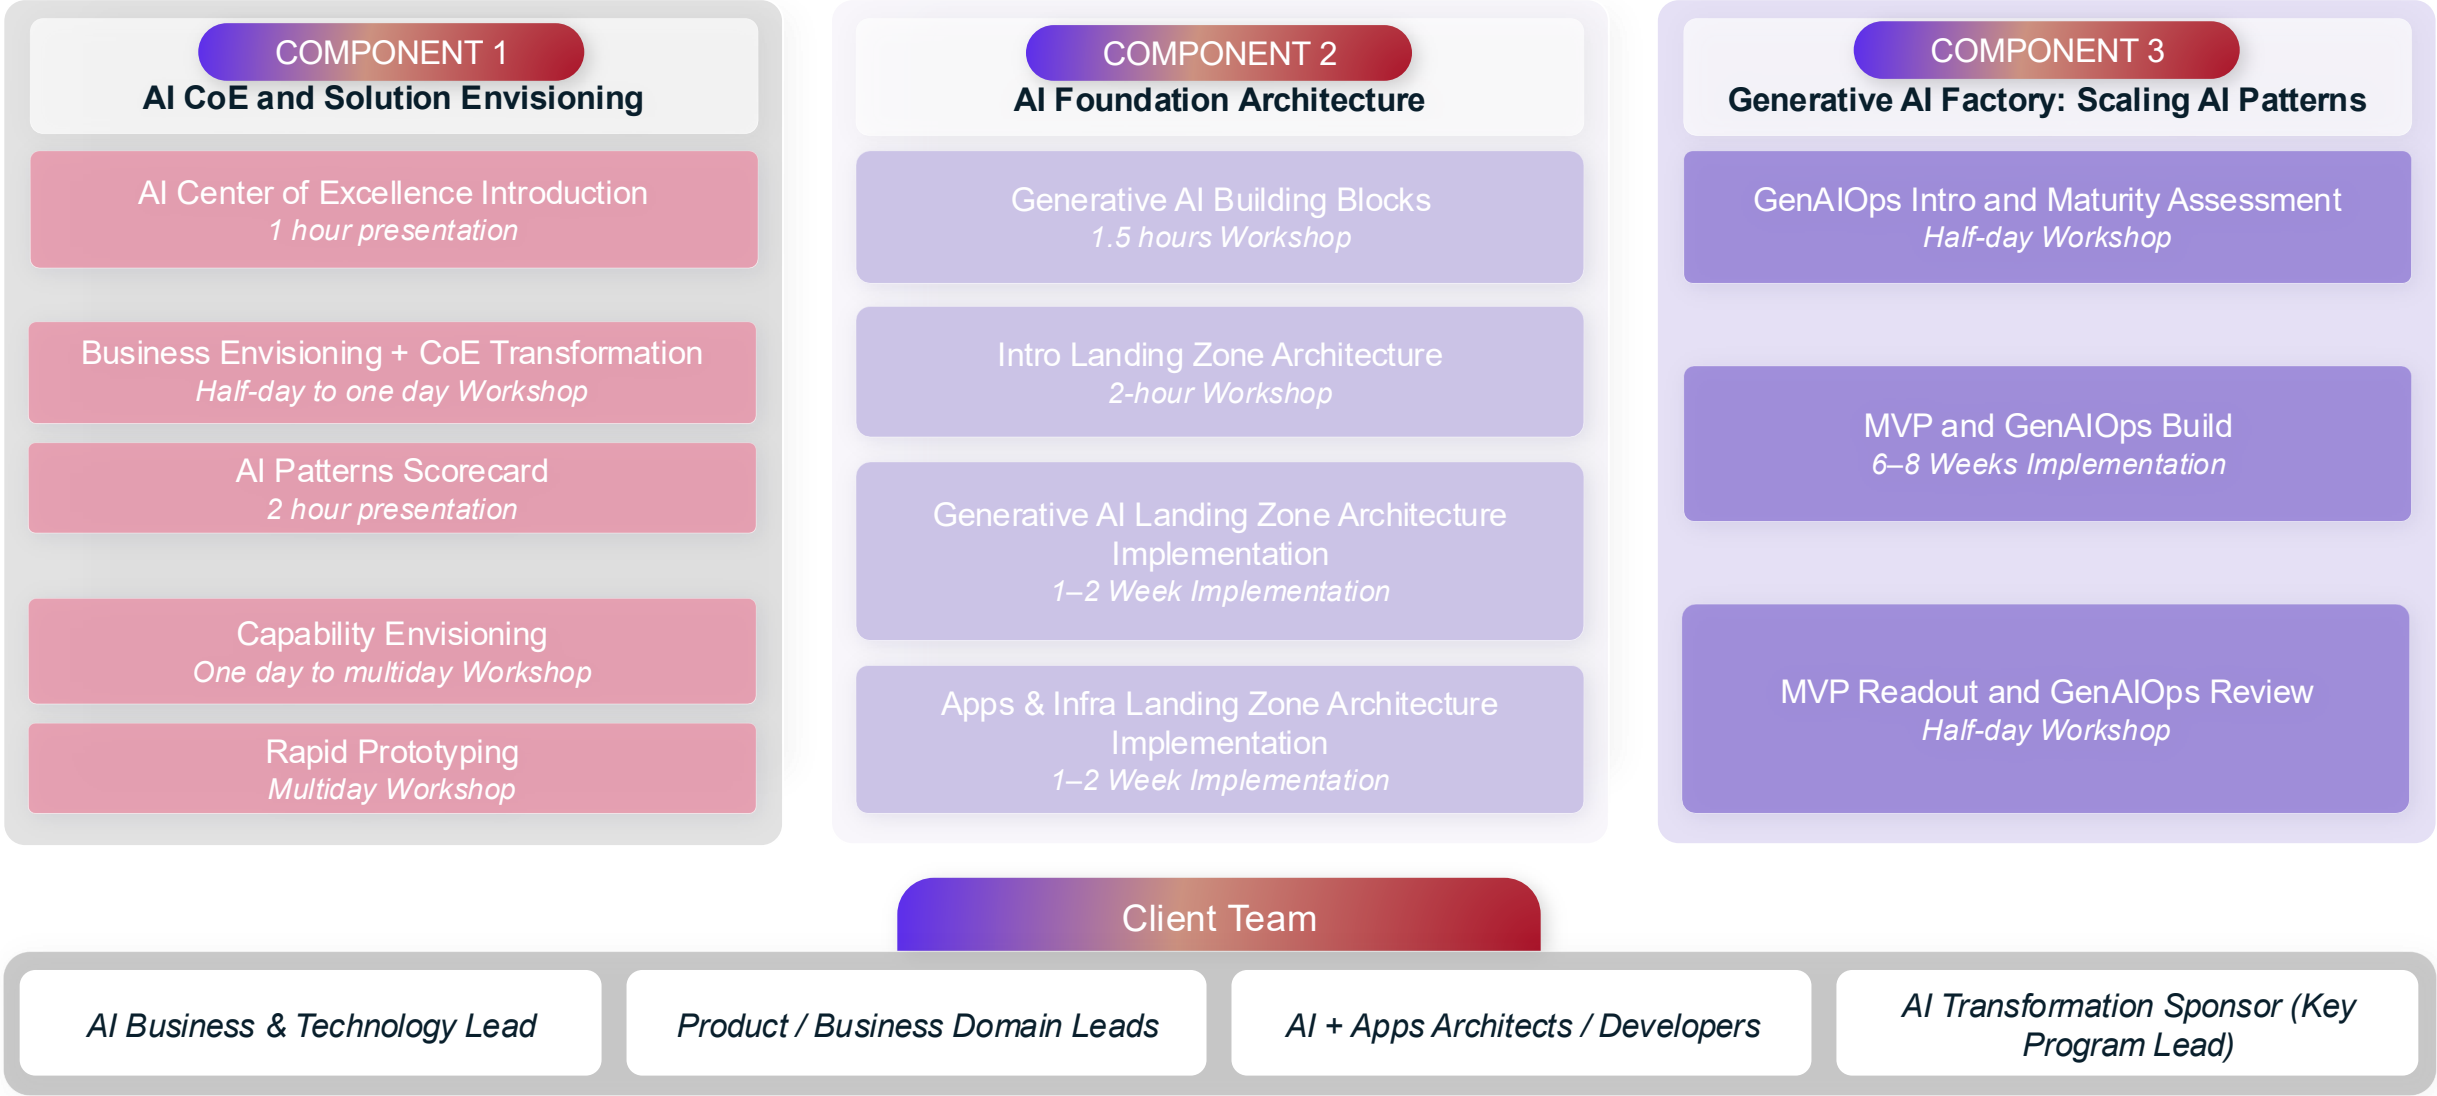 COMPONENT 1
AI CoE and Solution Envisioning
AI Center of Excellence Introduction
1 hour presentation
Business Envisioning + CoE Transformation
Half-day to one day Workshop
AI Patterns Scorecard
2 hour presentation
Capability Envisioning
One day to multiday Workshop
Rapid Prototyping
Multiday Workshop
COMPONENT 2
AI Foundation Architecture
Generative AI Building Blocks
1.5 hours Workshop
Intro Landing Zone Architecture
2-hour Workshop
Generative AI Landing Zone Architecture
Implementation
1–2 Week Implementation
Apps & Infra Landing Zone Architecture
Implementation
1–2 Week Implementation
COMPONENT 3
Generative AI Factory: Scaling AI Patterns
GenAIOps Intro and Maturity Assessment
Half-day Workshop
MVP and GenAIOps Build
6–8 Weeks Implementation
MVP Readout and GenAIOps Review
Half-day Workshop
Client Team
AI Business & Technology Lead
Product / Business Domain Leads
AI + Apps Architects / Developers
AI Transformation Sponsor (Key
Program Lead)